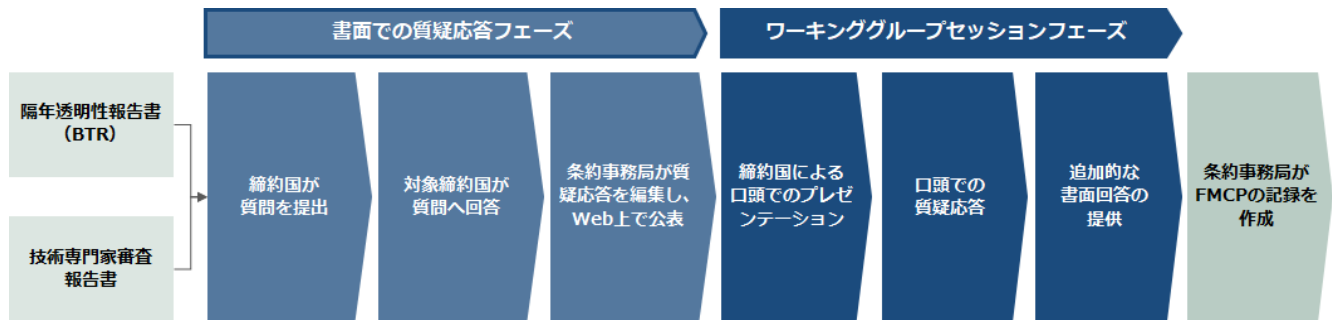 書面での質疑応答フェーズ
ワーキンググループセッションフェーズ
隔年透明性報告書
（BTR）
技術専門家審査
報告書
締約国が
質問を提出
対象締約国が
質問へ回答
条約事務局が質
疑応答を編集し、
Web上で公表
締約国による
口頭でのプレゼ
ンテーション
口頭での
質疑応答
追加的な
書面回答の
提供
条約事務局が
FMCPの記録を
作成